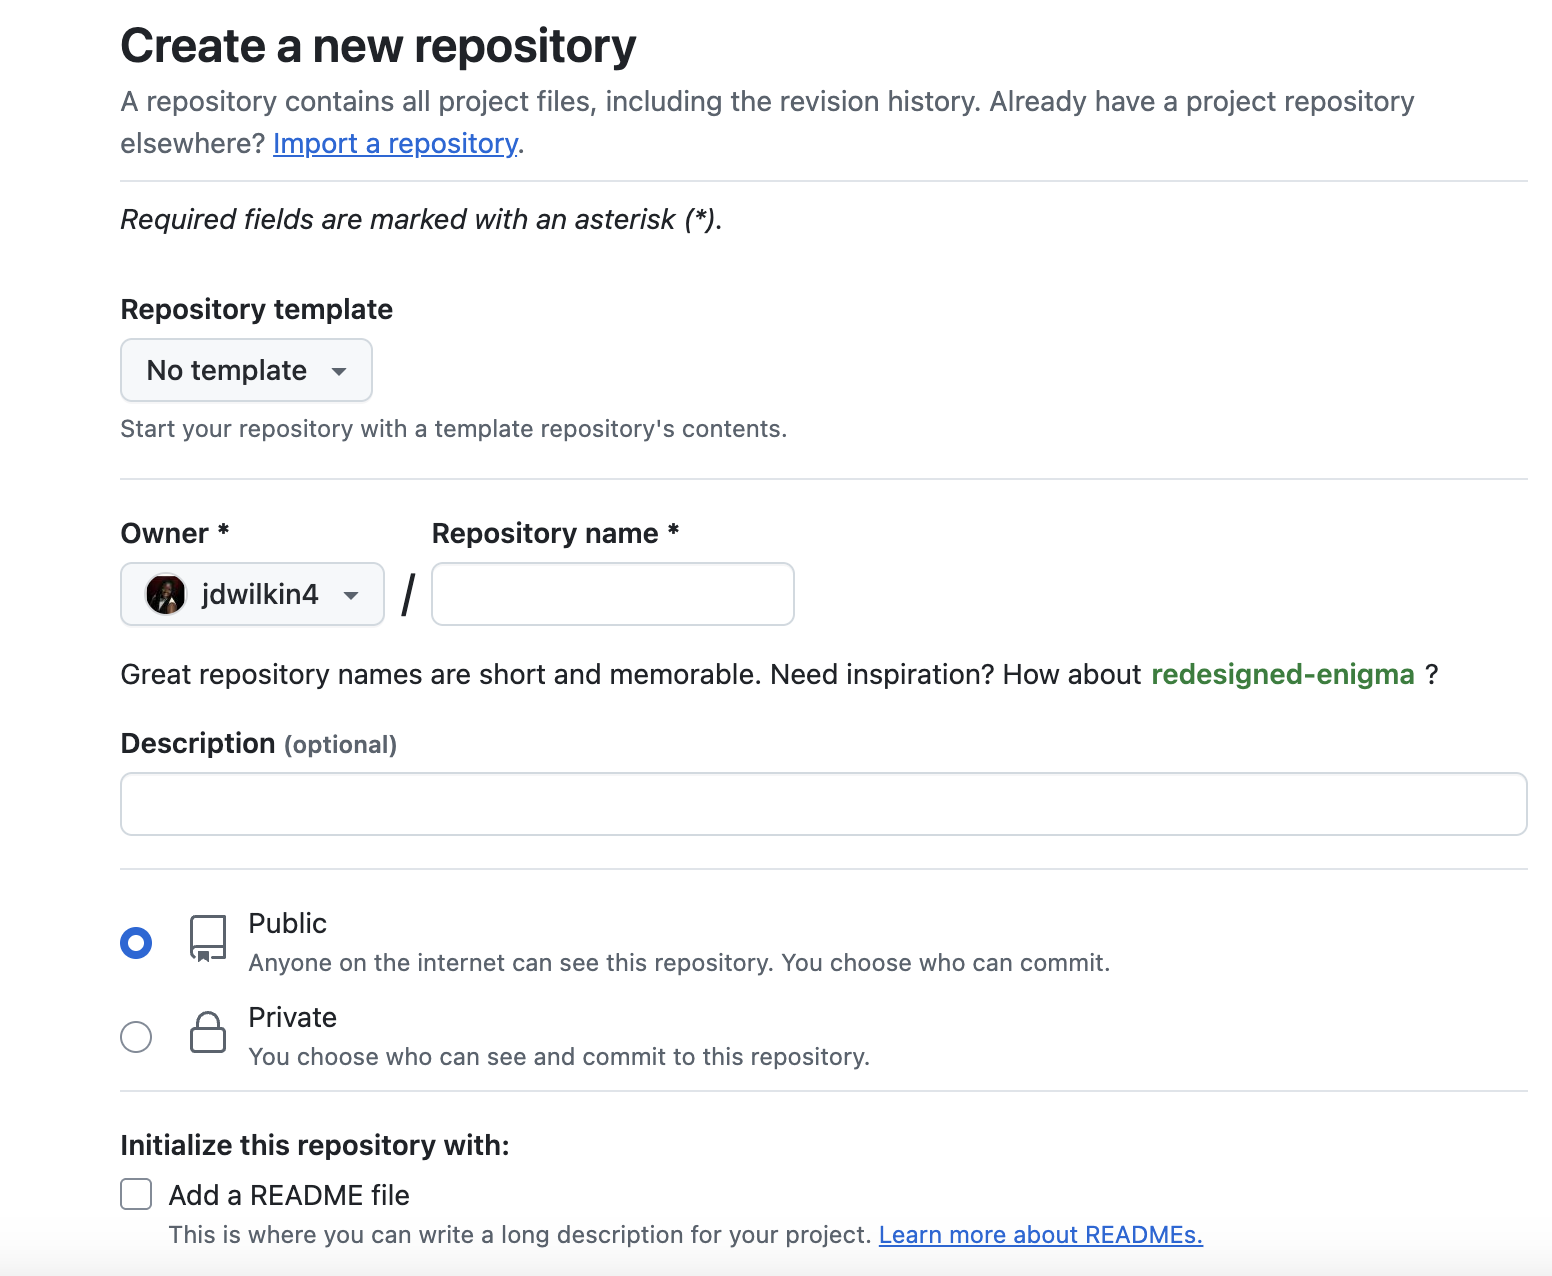 Create a new repository
A repository contains all project files, including the revision history. Already have a project repository
elsewhere? Import a repository.
Required fields are marked with an asterisk (*).
Repository template
No template
Start your repository with a template repository's contents.
Owner *
Repository name *
jdwilkin4
/
Great repository names are short and memorable. Need inspiration? How about redesigned-enigma ?
Description (optional)
Public
Anyone on the internet can see this repository. You choose who can commit.
Private
You choose who can see and commit to this repository.
Initialize this repository with:
Add a README file
This is where you can write a long description for your project. Learn more about READMEs.